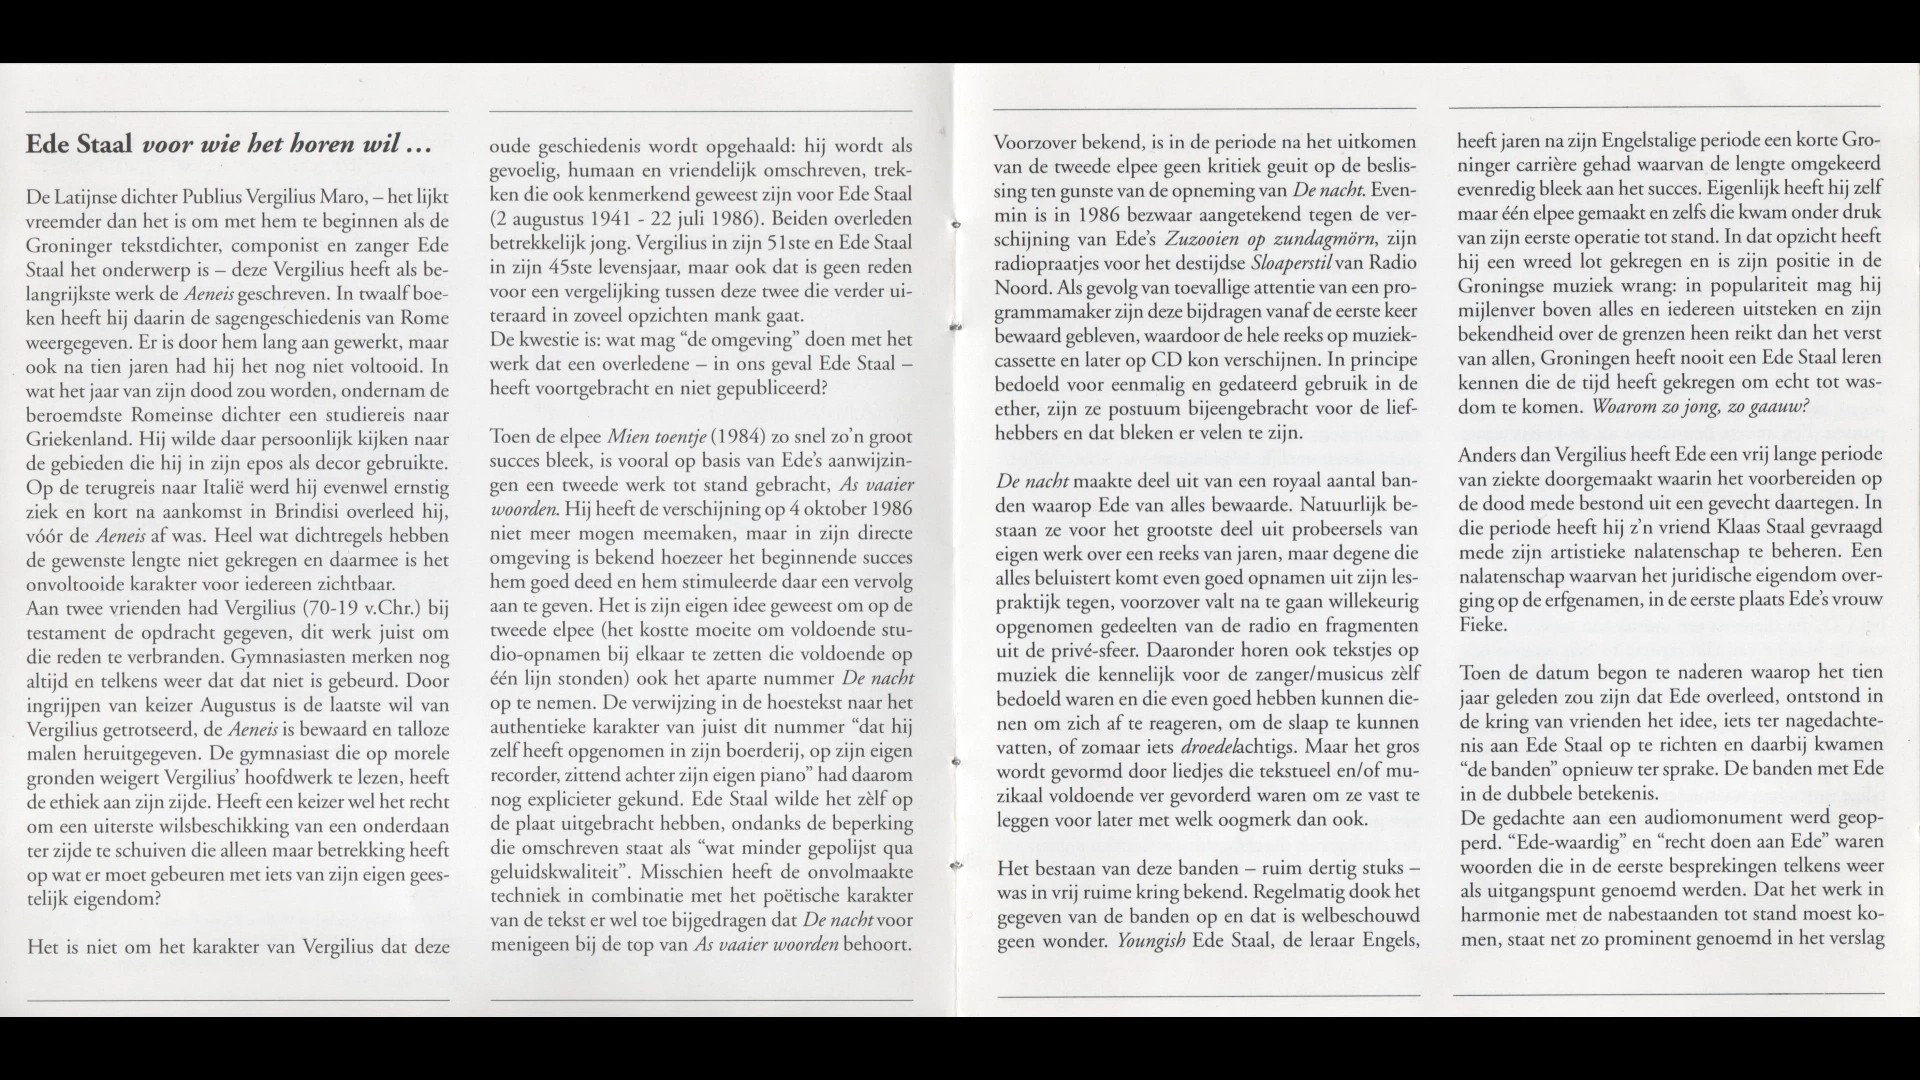 Ede Staal voor wie het horen wil ...
De Latijnse dichter Publius Vergilius Maro, – het lijkt
vreemder dan het is om met hem te beginnen als de
Groninger tekstdichter, componist en zanger Ede
Staal het onderwerp is – deze Vergilius heeft als be-
langrijkste werk de Aeneis geschreven. In twaalf boe-
ken heeft hij daarin de sagengeschiedenis van Rome
weergegeven. Er is door hem lang aan gewerkt, maar
ook na tien jaren had hij het nog niet voltooid. In
wat het jaar van zijn dood zou worden, ondernam de
beroemdste Romeinse dichter een studiereis naar
Griekenland. Hij wilde daar persoonlijk kijken naar
de gebieden die hij in zijn epos als decor gebruikte.
Op de terugreis naar Italië werd hij evenwel ernstig
ziek en kort na aankomst in Brindisi overleed hij,
vóór de Aeneis af was. Heel wat dichtregels hebben
de gewenste lengte niet gekregen en daarmee is het
onvoltooide karakter voor iedereen zichtbaar.
Aan twee vrienden had Vergilius (70-19 v.Chr.) bij
testament de opdracht gegeven, dit werk juist om
die reden te verbranden. Gymnasiasten merken nog
altijd en telkens weer dat dat niet is gebeurd. Door
ingrijpen van keizer Augustus is de laatste wil van
Vergilius getrotseerd, de Aeneis is bewaard en talloze
malen heruitgegeven. De gymnasiast die op morele
gronden weigert Vergilius’ hoofdwerk te lezen, heeft
de ethiek aan zijn zijde. Heeft een keizer wel het recht
om een uiterste wilsbeschikking van een onderdaan
ter zijde te schuiven die alleen maar betrekking heeft
op wat er moet gebeuren met iets van zijn eigen gees-
telijk eigendom?
Het is niet om het karakter van Vergilius dat deze
oude geschiedenis wordt opgehaald: hij wordt als
gevoelig, humaan en vriendelijk omschreven, trek-
ken die ook kenmerkend geweest zijn voor Ede Staal
(2 augustus 1941 - 22 juli 1986). Beiden overleden
betrekkelijk jong. Vergilius in zijn 51ste en Ede Staal
in zijn 45ste levensjaar, maar ook dat is geen reden
voor een vergelijking tussen deze twee die verder ui-
teraard in zoveel opzichten mank gaat.
De kwestie is: wat mag “de omgeving” doen met het
werk dat een overledene – in ons geval Ede Staal –
heeft voortgebracht en niet gepubliceerd?
Toen de elpee Mien toentje (1984) zo snel zo’n groot
succes bleek, is vooral op basis van Ede’s aanwijzin-
gen een tweede werk tot stand gebracht, As vaaier
woorden. Hij heeft de verschijning op 4 oktober 1986
niet meer mogen meemaken, maar in zijn directe
omgeving is bekend hoezeer het beginnende succes
hem goed deed en hem stimuleerde daar een vervolg
aan te geven. Het is zijn eigen idee geweest om op de
tweede elpee (het kostte moeite om voldoende stu-
dio-opnamen bij elkaar te zetten die voldoende op
één lijn stonden) ook het aparte nummer De nacht
op te nemen. De verwijzing in de hoestekst naar het
authentieke karakter van juist dit nummer “dat hij
zelf heeft opgenomen in zijn boerderij, op zijn eigen
recorder, zittend achter zijn eigen piano” had daarom
nog explicieter gekund. Ede Staal wilde het zèlf op
de plaat uitgebracht hebben, ondanks de beperking
die omschreven staat als “wat minder gepolijst qua
geluidskwaliteit”. Misschien heeft de onvolmaakte
techniek in combinatie met het poëtische karakter
van de tekst er wel toe bijgedragen dat De nacht voor
menigeen bij de top van As vaaier woorden behoort.
Voorzover bekend, is in de periode na het uitkomen
van de tweede elpee geen kritiek geuit op de beslis-
sing ten gunste van de opneming van De nacht. Even-
min is in 1986 bezwaar aangetekend tegen de ver-
schijning van Ede’s Zuzooien op zundagmörn, zijn
radiopraatjes voor het destijdse Sloaperstil van Radio
Noord. Als gevolg van toevallige attentie van een pro-
grammamaker zijn deze bijdragen vanaf de eerste keer
bewaard gebleven, waardoor de hele reeks op muziek-
cassette en later op CD kon verschijnen. In principe
bedoeld voor eenmalig en gedateerd gebruik in de
ether, zijn ze postuum bijeengebracht voor de lief-
hebbers en dat bleken er velen te zijn.
De nacht maakte deel uit van een royaal aantal ban-
den waarop Ede van alles bewaarde. Natuurlijk be-
staan ze voor het grootste deel uit probeersels van
eigen werk over een reeks van jaren, maar degene die
alles beluistert komt even goed opnamen uit zijn les-
praktijk tegen, voorzover valt na te gaan willekeurig
opgenomen gedeelten van de radio en fragmenten
uit de privé-sfeer. Daaronder horen ook tekstjes op
muziek die kennelijk voor de zanger/musicus zèlf
bedoeld waren en die even goed hebben kunnen die-
nen om zich af te reageren, om de slaap te kunnen
vatten, of zomaar iets droedelachtigs. Maar het gros
wordt gevormd door liedjes die tekstueel en/of mu-
zikaal voldoende ver gevorderd waren om ze vast te
leggen voor later met welk oogmerk dan ook.
Het bestaan van deze banden – ruim dertig stuks –
was in vrij ruime kring bekend. Regelmatig dook het
gegeven van de banden op en dat is welbeschouwd
geen wonder. Youngish Ede Staal, de leraar Engels,
heeft jaren na zijn Engelstalige periode een korte Gro-
ninger carrière gehad waarvan de lengte omgekeerd
evenredig bleek aan het succes. Eigenlijk heeft hij zelf
maar één elpee gemaakt en zelfs die kwam onder druk
van zijn eerste operatie tot stand. In dat opzicht heeft
hij een wreed lot gekregen en is zijn positie in de
Groningse muziek wrang: in populariteit mag hij
mijlenver boven alles en iedereen uitsteken en zijn
bekendheid over de grenzen heen reikt dan het verst
van allen, Groningen heeft nooit een Ede Staal leren
kennen die de tijd heeft gekregen om echt tot was-
dom te komen. Woarom zo jong, zo gaauw?
Anders dan Vergilius heeft Ede een vrij lange periode
van ziekte doorgemaakt waarin het voorbereiden op
de dood mede bestond uit een gevecht daartegen. In
die periode heeft hij z’n vriend Klaas Staal gevraagd
mede zijn artistieke nalatenschap te beheren. Een
nalatenschap waarvan het juridische eigendom over-
ging op de erfgenamen, in de eerste plaats Ede’s vrouw
Fieke.
Toen de datum begon te naderen waarop het tien
jaar geleden zou zijn dat Ede overleed, ontstond in
de kring van vrienden het idee, iets ter nagedachte-
nis aan Ede Staal op te richten en daarbij kwamen
“de banden” opnieuw ter sprake. De banden met Ede
in de dubbele betekenis.
De gedachte aan een audiomonument werd geop-
perd. “Ede-waardig” en “recht doen aan Ede” waren
woorden die in de eerste besprekingen telkens weer
als uitgangspunt genoemd werden. Dat het werk in
harmonie met de nabestaanden tot stand moest ko-
men, staat net zo prominent genoemd in het verslag